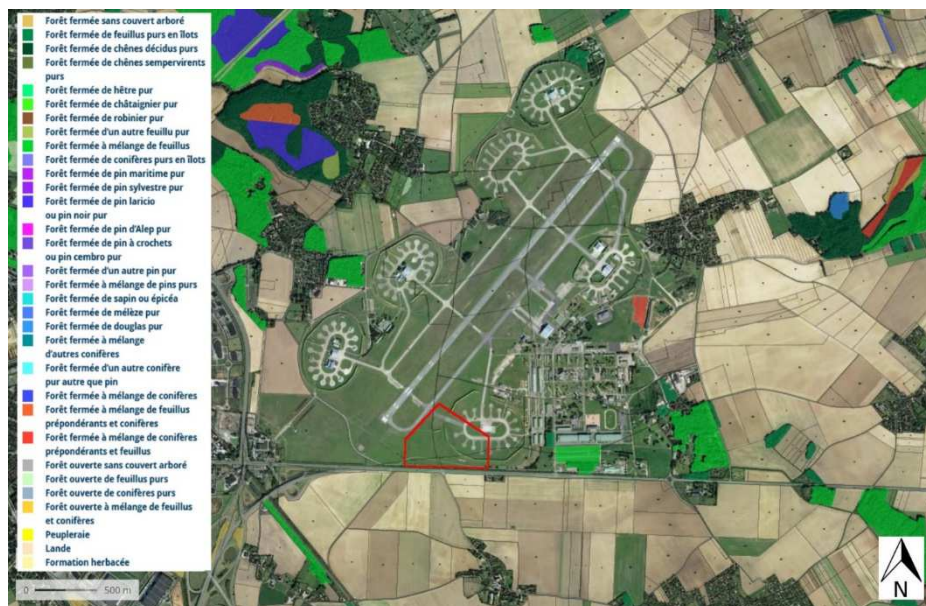 Forêt fermée sans couvert arboré
Forêt fermée de feuillus purs en îlots
Forêt fermée de chênes décidus purs
Forêt fermée de chênes sempervirents
purs
Forêt fermée de hêtre pur
Forêt fermée de châtaignier pur
Forêt fermée de robinier pur
Forêt fermée d'un autre feuillu pur
Forêt fermée à mélange de feuillus
Forêt fermée de conifères purs en îlots
Forêt fermée de pin maritime pur
Forêt fermée de pin sylvestre pur
Forêt fermée de pin laricio
ou pin noir pur
Forêt fermée de pin d'Alep pur
Forêt fermée de pin à crochets
ou pin cembro pur
Forêt fermée d'un autre pin pur
Forêt fermée à mélange de pins purs
Forêt fermée de sapin ou épicéa
Forêt fermée de mélèze pur
Forêt fermée de douglas pur
Forêt fermée à mélange
d'autres conifères
Forêt fermée d'un autre conifère
pur autre que pin
Forêt fermée à mélange de conifères
Forêt fermée à mélange de feuillus
prépondérants et conifères
Forêt fermée à mélange de conifères
prépondérants et feuillus
Forêt ouverte sans couvert arboré
Forêt ouverte de feuillus purs
Forêt ouverte de conifères purs
Forêt ouverte à mélange de feuillus
et conifères
Peupleraie
Lande
Formation herbacée
0 500 m
N